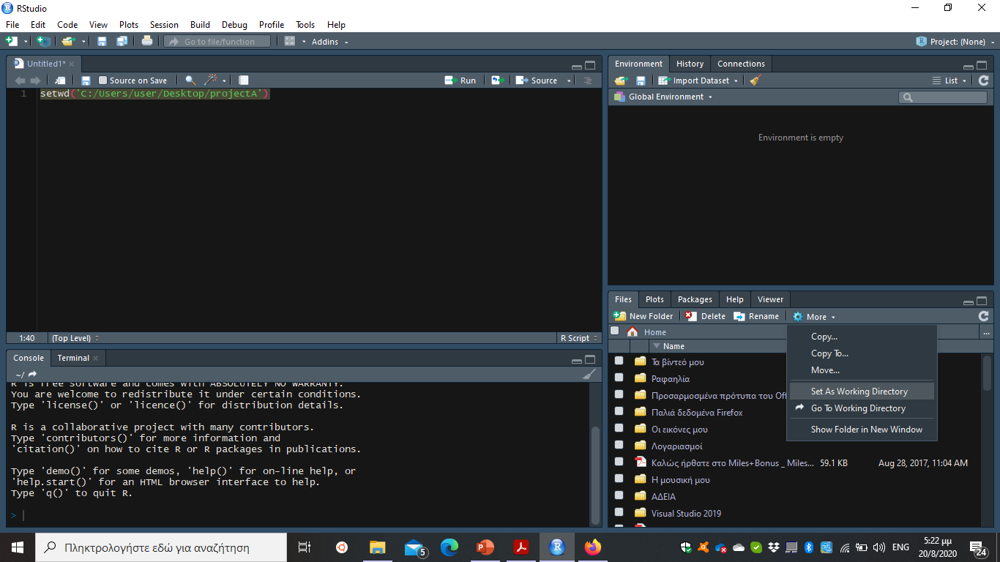 RStudio
File Edit Code View Plots Session Build Debug Profile Tools Help
Go to file/function Addins Project: (None)
Untitled1*
Source on Save Run Source
1 setwd('C:/Users/user/Desktop/projectA')
1:40 (Top Level) R Script
Console Terminal
~/
R is free software and comes with ABSOLUTELY NO WARRANTY.
You are welcome to redistribute it under certain conditions.
Type 'license()' or 'licence()' for distribution details.
R is a collaborative project with many contributors.
Type 'contributors()' for more information and
'citation()' on how to cite R or R packages in publications.
Type 'demo()' for some demos, 'help()' for on-line help, or
'help.start()' for an HTML browser interface to help.
Type 'q()' to quit R.
>
Environment History Connections
Import Dataset List
Global Environment
Environment is empty
Files Plots Packages Help Viewer
New Folder Delete Rename More
Home ...
Name
Τα βίντεό μου
Ραφαηλία
Προσαρμοσμένα πρότυπα του Off
Παλιά δεδομένα Firefox
Οι εικόνες μου
Λογαριασμοί
Καλώς ήρθατε στο Miles+Bonus _ Miles... 59.1 KB Aug 28, 2017, 11:04 AM
Η μουσική μου
ΑΔΕΙΑ
Visual Studio 2019
Copy...
Copy To...
Move...
Set As Working Directory
Go To Working Directory
Show Folder in New Window
Πληκτρολογήστε εδώ για αναζήτηση
5
ENG
5:22 μμ
20/8/2020
24